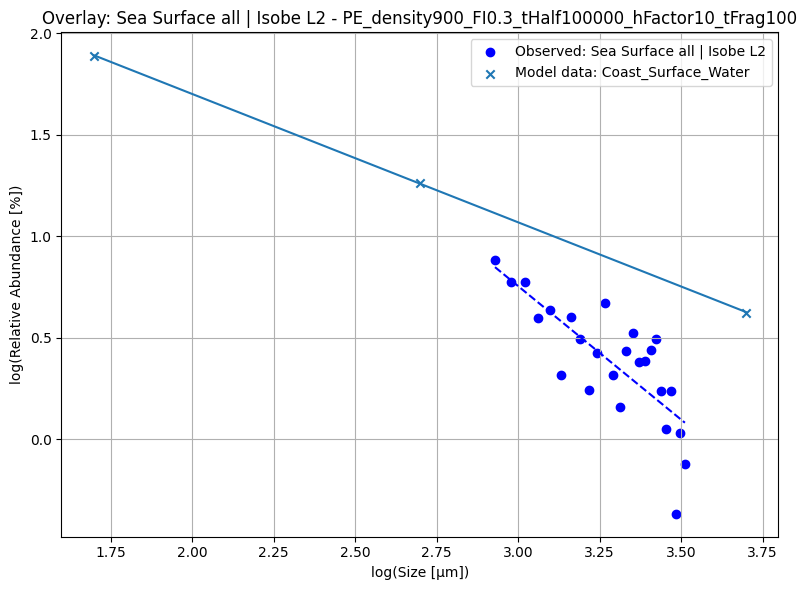 Overlay: Sea Surface all | Isobe L2 - PE_density900_FI0.3_tHalf100000_hFactor10_tFrag100
Observed: Sea Surface all | Isobe L2
Model data: Coast_Surface_Water
log(Relative Abundance [%])
2.0
1.5
1.0
0.5
0.0
1.75
2.00
2.25
2.50
2.75
3.00
3.25
3.50
3.75
log(Size [μm])